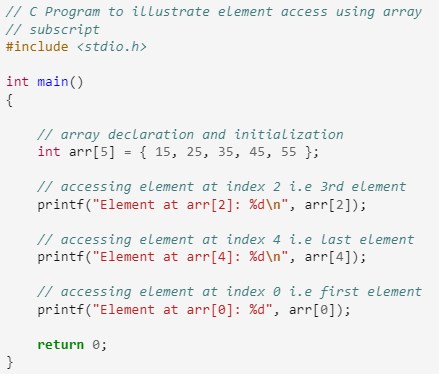 // C Program to illustrate element access using array
// subscript
#include <stdio.h>
int main()
{
// array declaration and initialization
int arr[5] = { 15, 25, 35, 45, 55 };
// accessing element at index 2 i.e 3rd element
printf("Element at arr[2]: %d\n", arr[2]);
// accessing element at index 4 i.e last element
printf("Element at arr[4]: %d\n", arr[4]);
// accessing element at index 0 i.e first element
printf("Element at arr[0]: %d", arr[0]);
return 0;
}